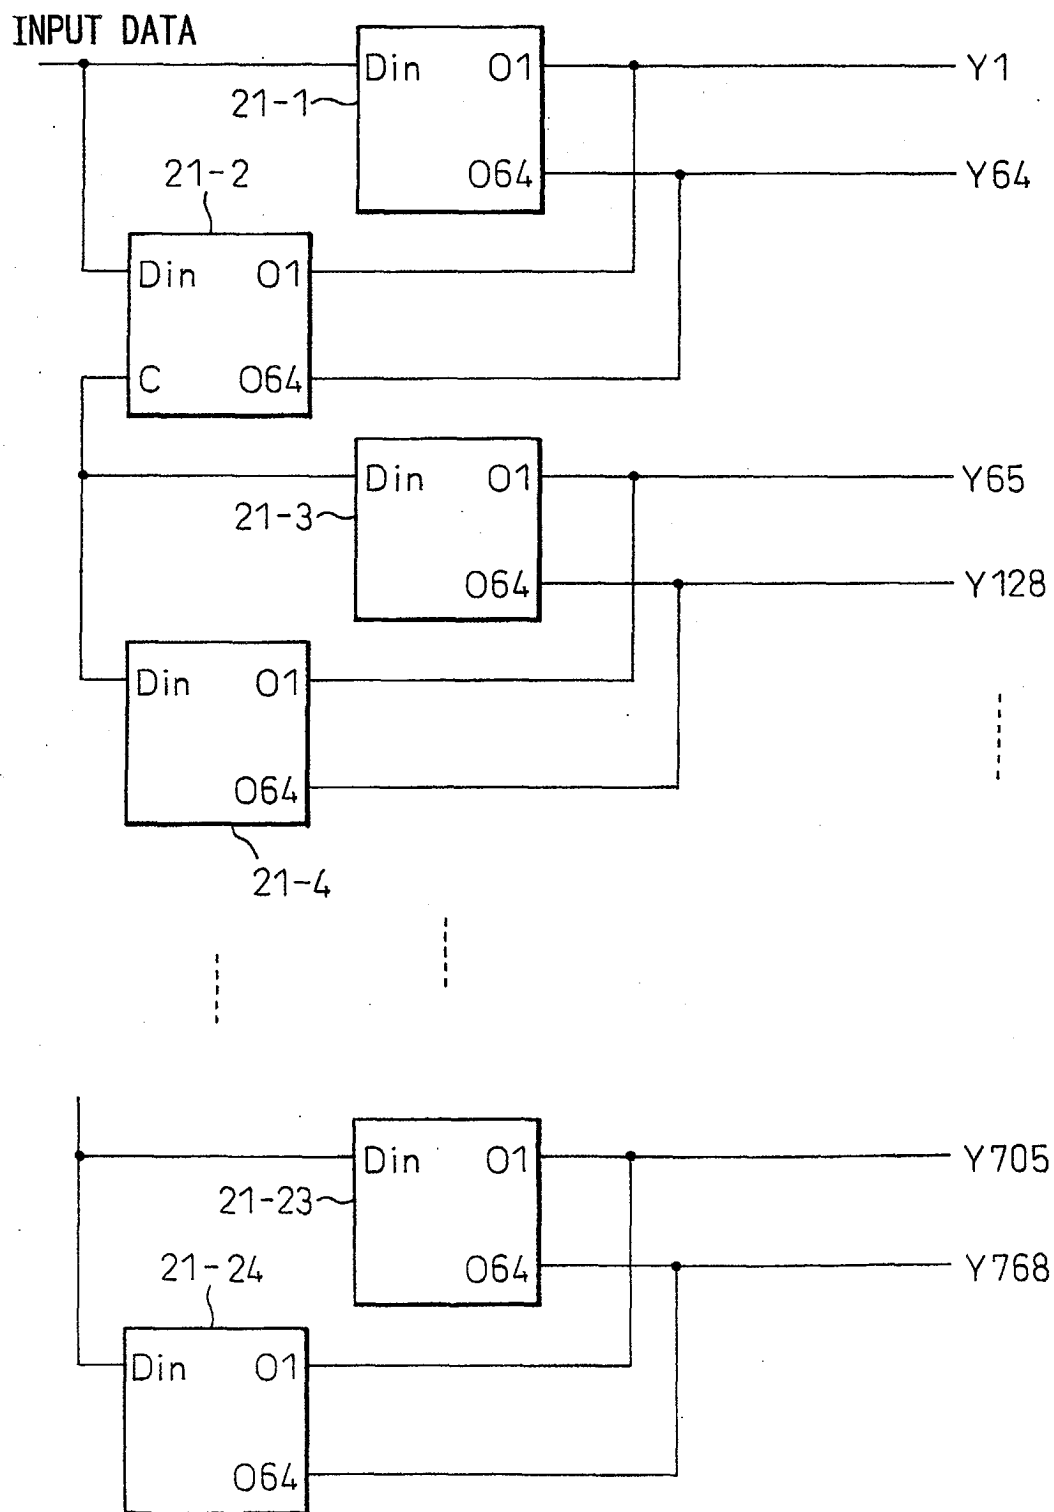 INPUT DATA
Din O1 Y1
21-1
O64 Y64
21-2
Din O1
C O64
Din O1 Y65
21-3
O64 Y128
Din O1
O64
21-4
Din O1 Y705
21-23
O64 Y768
21-24
Din O1
O64